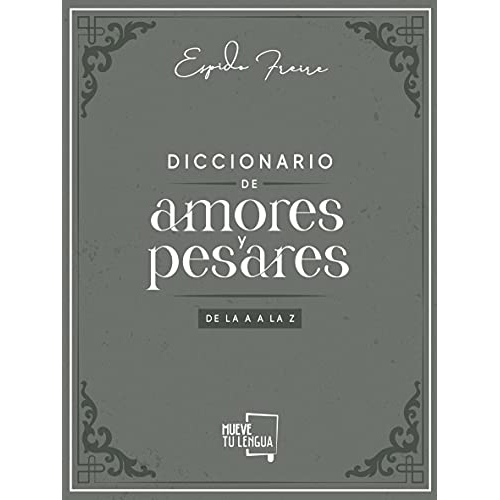 Espido Freire
DICCIONARIO
DE
amores
y
pesares
DE LA A A LA Z
MUEVE
TU LENGUA